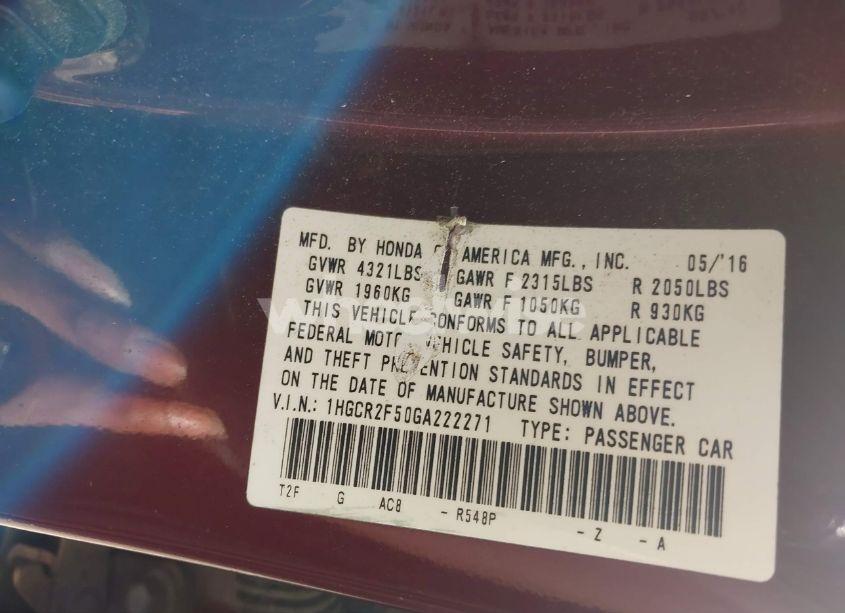 MFD. BY HONDA OF AMERICA MFG., INC. 05/'16
GVWR 4321LBS GAWR F 2315LBS R 2050LBS
GVWR 1960KG GAWR F 1050KG R 930KG
THIS VEHICLE CONFORMS TO ALL APPLICABLE
FEDERAL MOTOR VEHICLE SAFETY, BUMPER,
AND THEFT PREVENTION STANDARDS IN EFFECT
ON THE DATE OF MANUFACTURE SHOWN ABOVE.
V.I.N.: 1HGCR2F50GA222271 TYPE: PASSENGER CAR
T2F G AC8 - R548P - Z - A